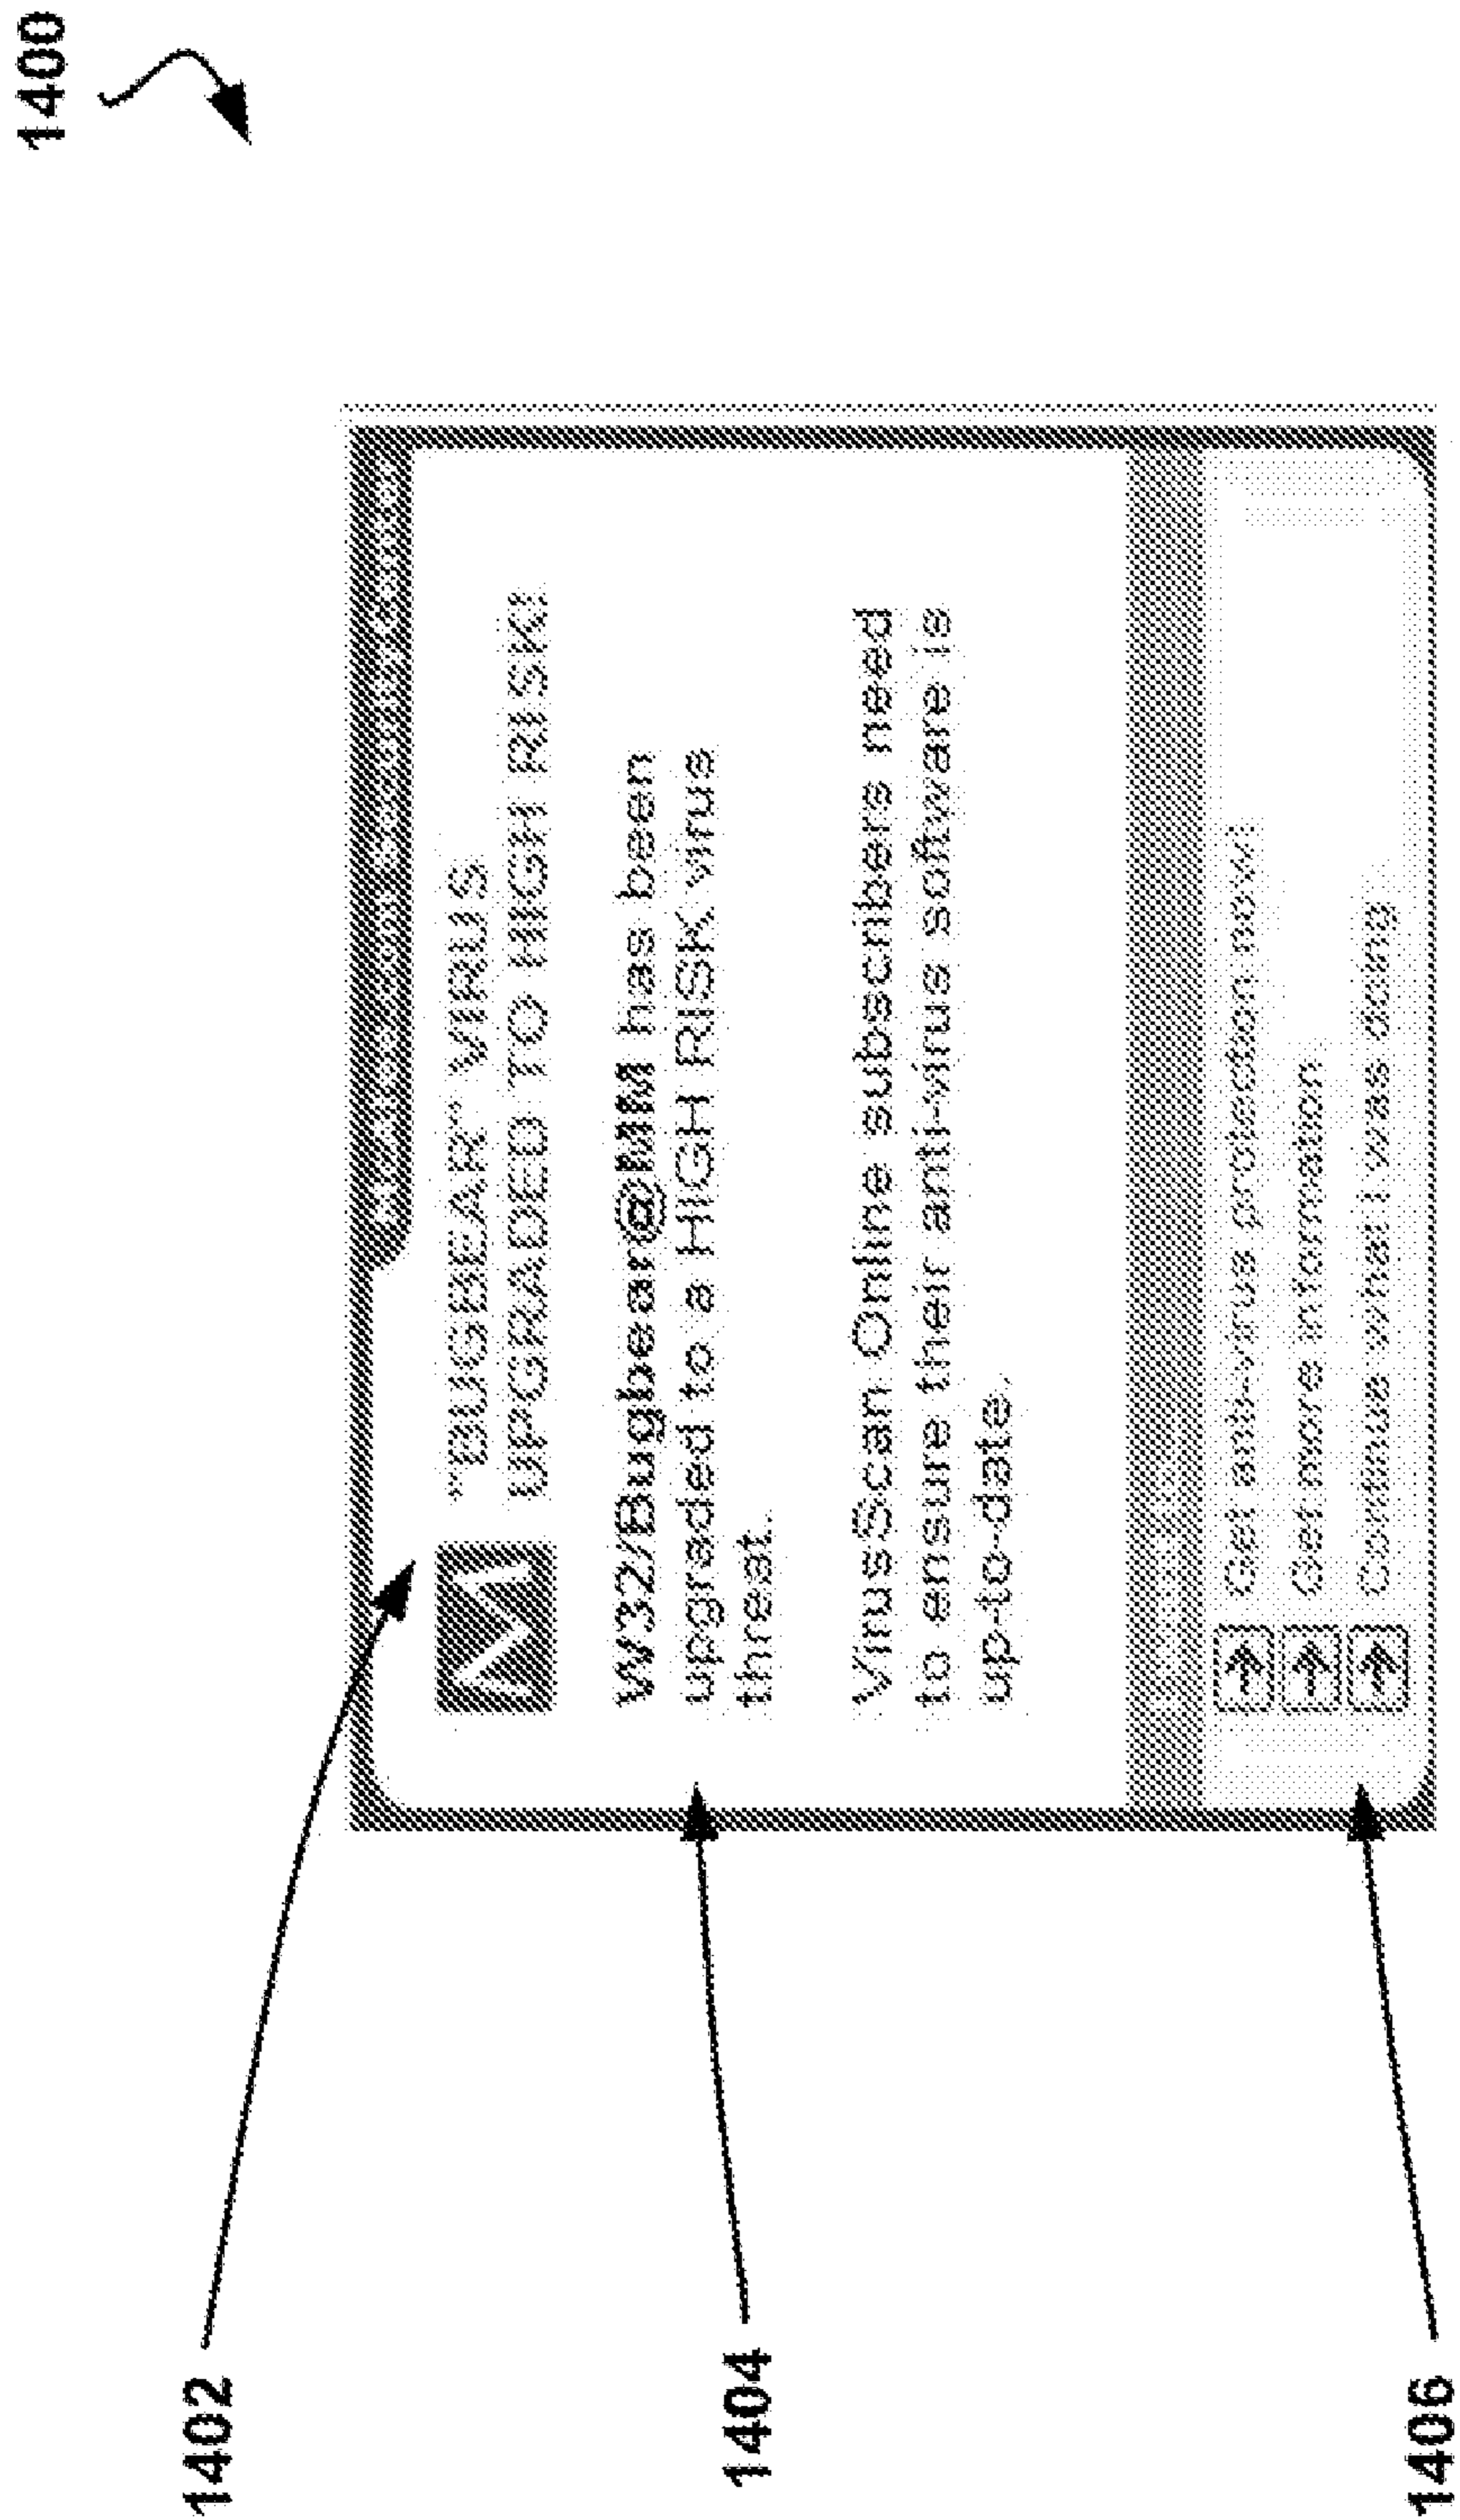 1400
1402
"BUGBEAR" VIRUS
UPGRADED TO HIGH RISK!
1404
W32/Bugbear@MM has been
upgraded to a HIGH RISK virus
threat.
VirusScan Online subscribers need
to ensure their anti-virus software is
up-to-date.
1406
Get anti-virus protection now!
Get more information
Continue what I was doing